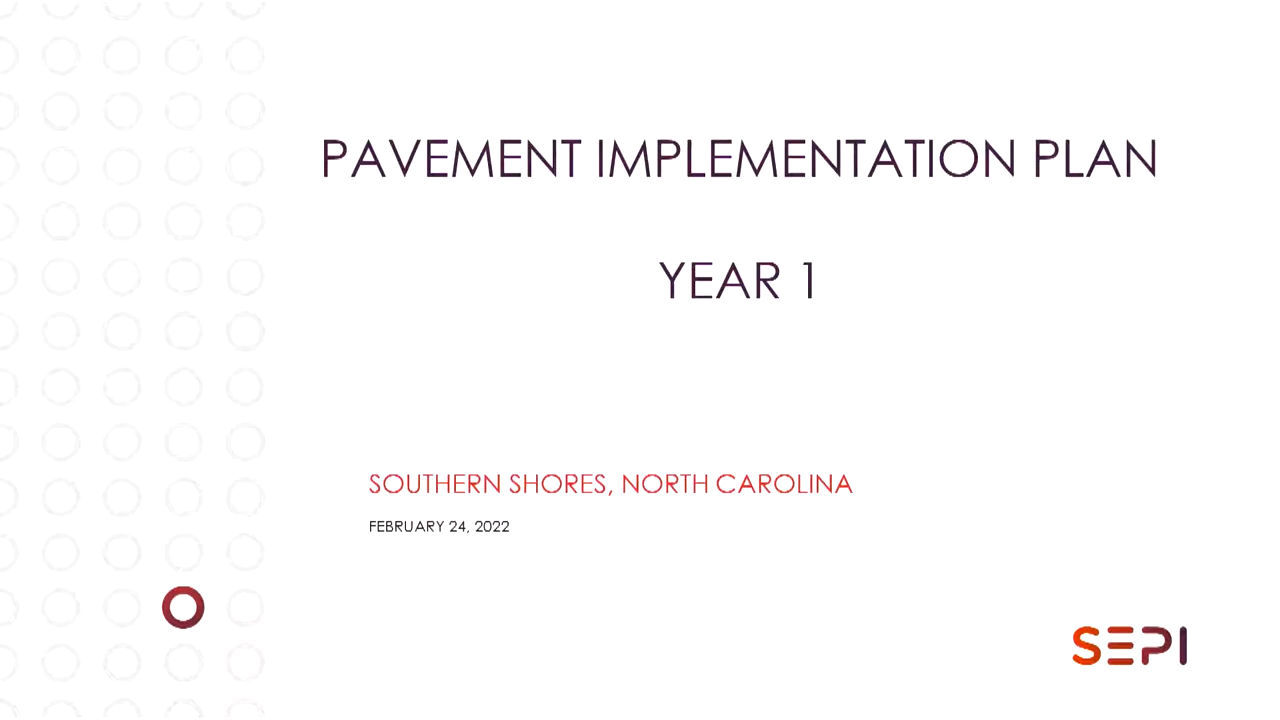 PAVEMENT IMPLEMENTATION PLAN
YEAR 1
SOUTHERN SHORES, NORTH CAROLINA
FEBRUARY 24, 2022
SEPI